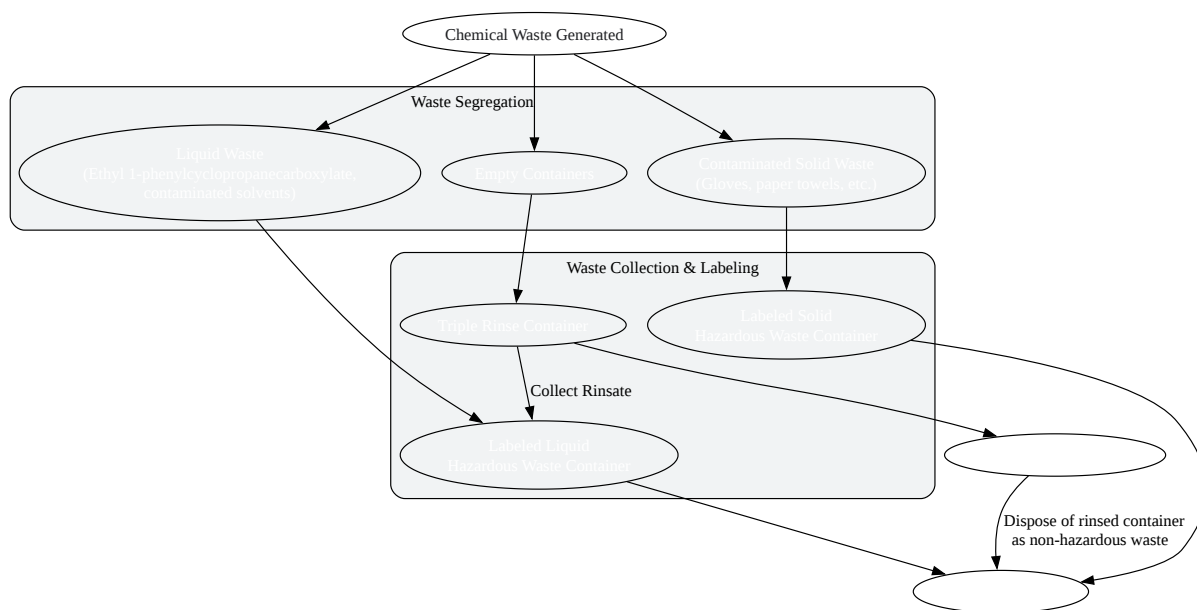 Chemical Waste Generated
Waste Segregation
Liquid Waste
(Ethyl 1-phenylcyclopropanecarboxylate,
contaminated solvents)
Empty Containers
Contaminated Solid Waste
(Gloves, paper towels, etc.)
Waste Collection & Labeling
Triple Rinse Container
Labeled Solid
Hazardous Waste Container
Collect Rinsate
Labeled Liquid
Hazardous Waste Container
Dispose of rinsed container
as non-hazardous waste